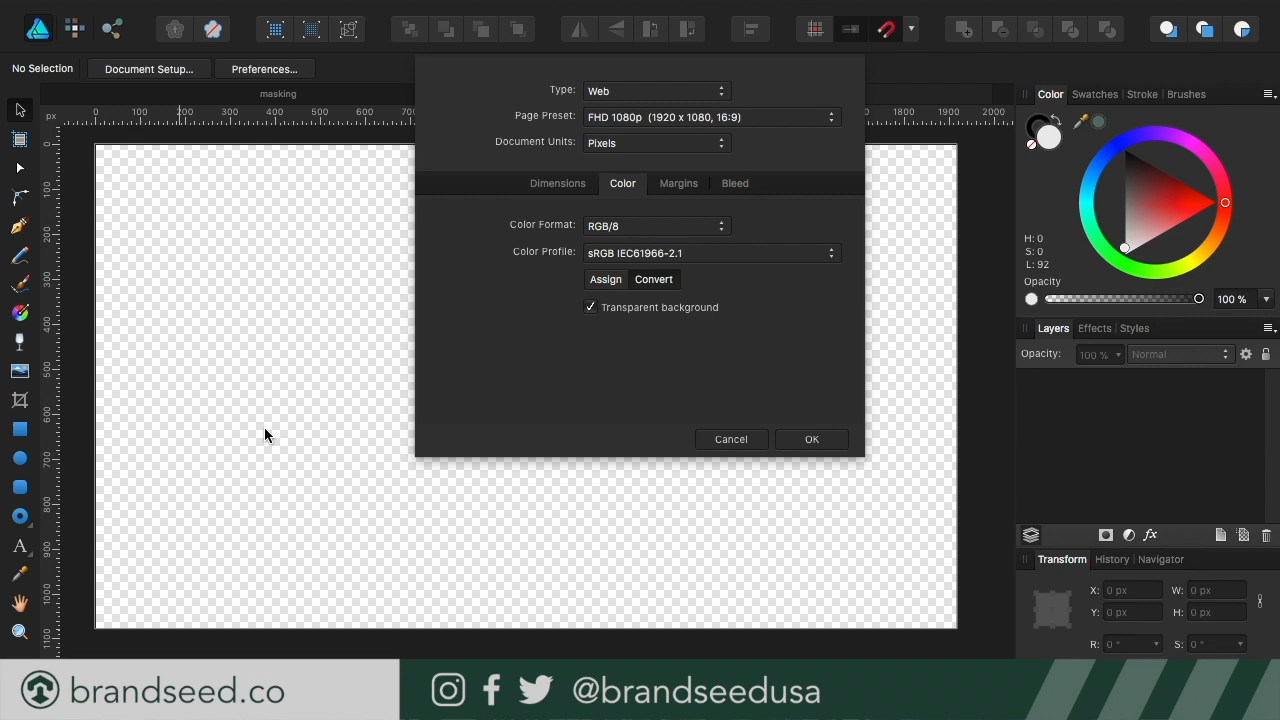 No Selection
Document Setup...
Preferences...
masking
px
0 100 200 300 400 500 600 1800 1900 2000
0
100
200
300
400
500
600
700
800
900
1000
1100
Type: Web
Page Preset: FHD 1080p (1920 x 1080, 16:9)
Document Units: Pixels
Dimensions Color Margins Bleed
Color Format: RGB/8
Color Profile: sRGB IEC61966-2.1
Assign Convert
Transparent background
Cancel OK
Color Swatches Stroke Brushes
H: 0
S: 0
L: 92
Opacity
100 %
Layers Effects Styles
Opacity: 100 % Normal
fx
Transform History Navigator
X: 0 px W: 0 px
Y: 0 px H: 0 px
R: 0 ° S: 0 °
A
brandseed.co
@brandseedusa